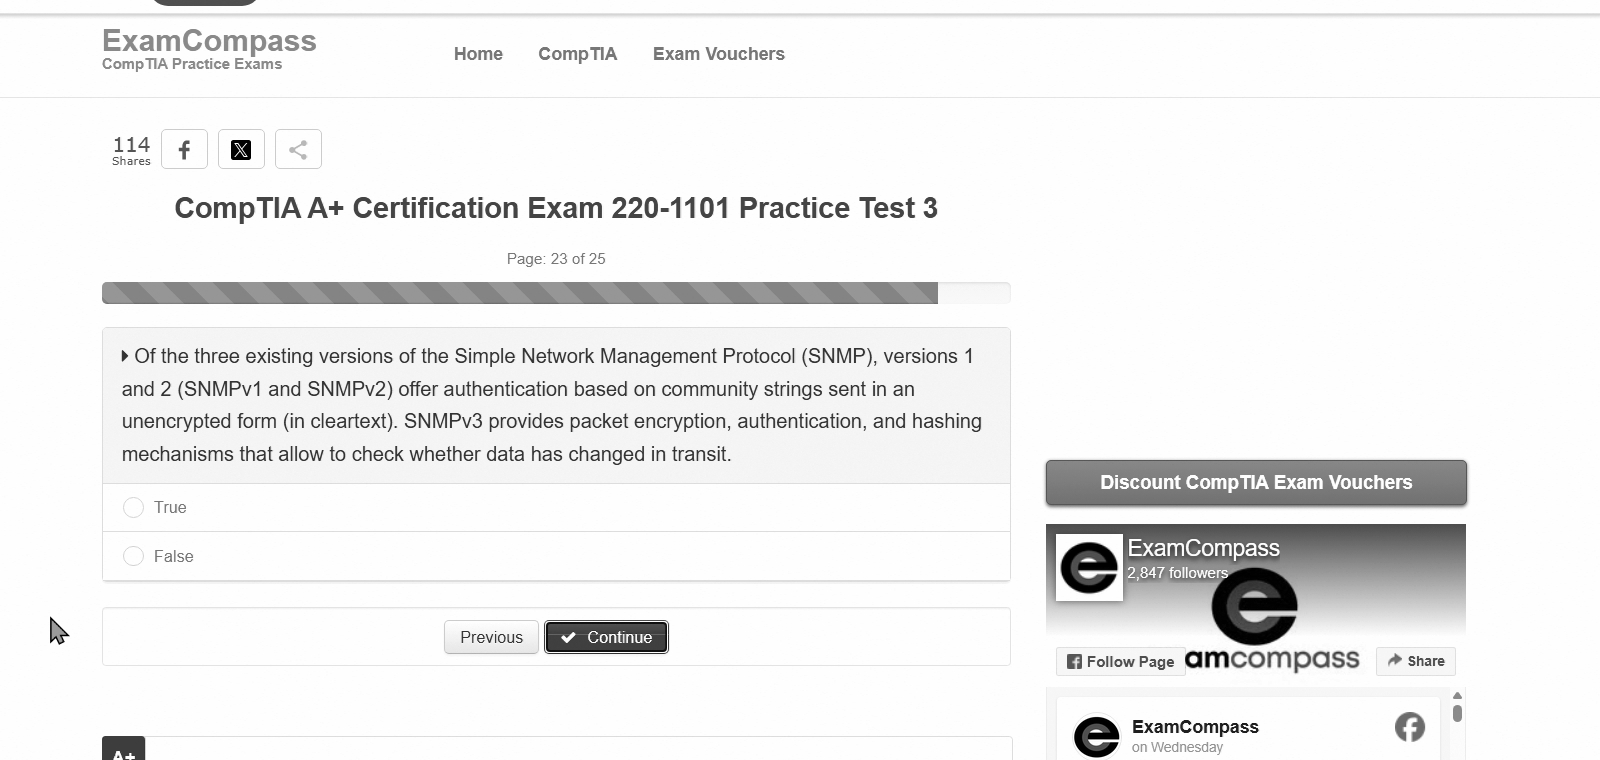 ExamCompass
CompTIA Practice Exams
Home
CompTIA
Exam Vouchers
114
Shares
CompTIA A+ Certification Exam 220-1101 Practice Test 3
Page: 23 of 25
Of the three existing versions of the Simple Network Management Protocol (SNMP), versions 1
and 2 (SNMPv1 and SNMPv2) offer authentication based on community strings sent in an
unencrypted form (in cleartext). SNMPv3 provides packet encryption, authentication, and hashing
mechanisms that allow to check whether data has changed in transit.
True
False
Previous
Continue
Discount CompTIA Exam Vouchers
ExamCompass
2,847 followers
amcompass
Follow Page
Share
ExamCompass
on Wednesday
A+